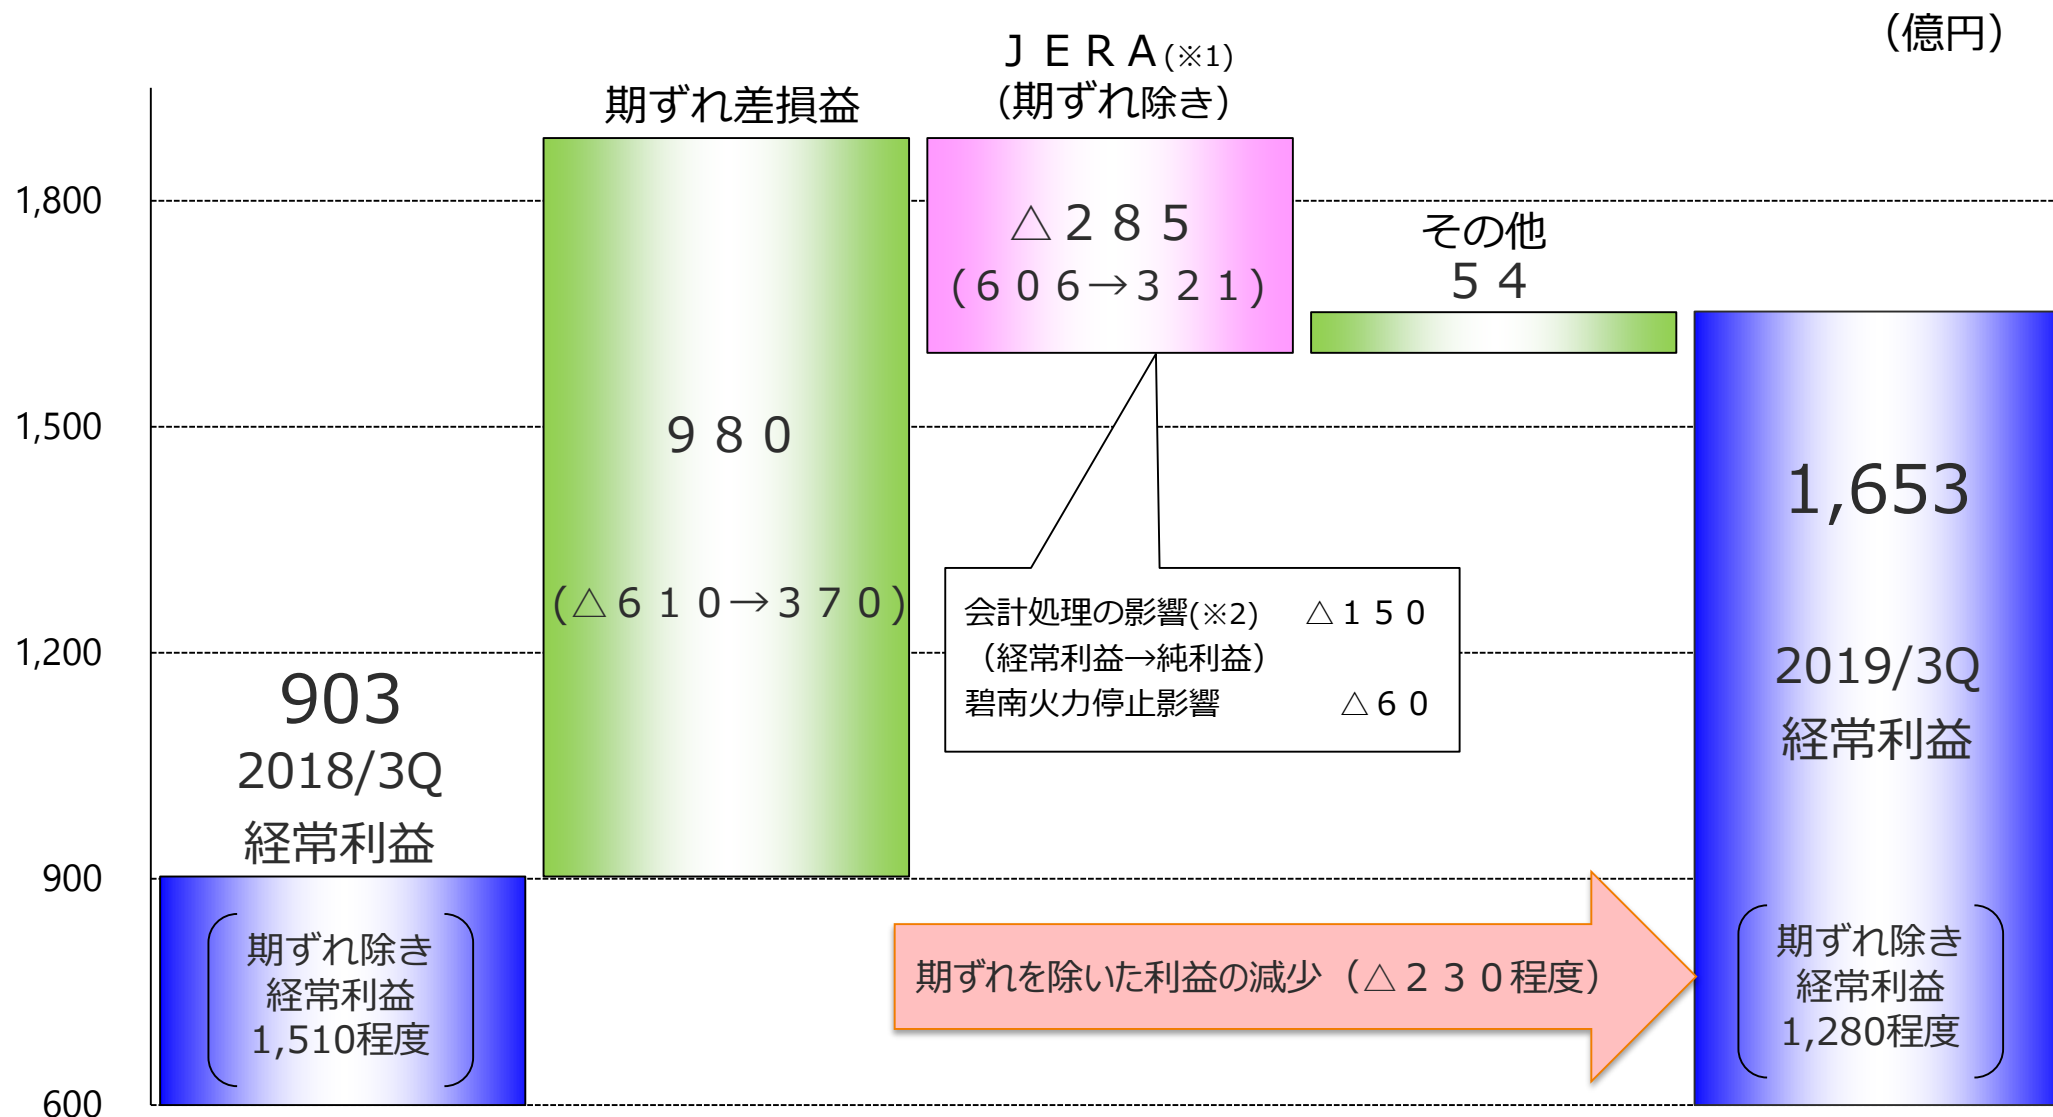 （億円）
ＪＥＲＡ(※1)
（期ずれ除き）
期ずれ差損益
1,800
1,500
1,200
900
600
903
2018/3Q
経常利益
期ずれ除き
経常利益
1,510程度
９８０
(△６１０→３７０)
△２８５
(６０６→３２１)
その他
５４
会計処理の影響(※2)　△１５０
（経常利益→純利益）
碧南火力停止影響　△６０
期ずれを除いた利益の減少（△２３０程度）
1,653
2019/3Q
経常利益
期ずれ除き
経常利益
1,280程度